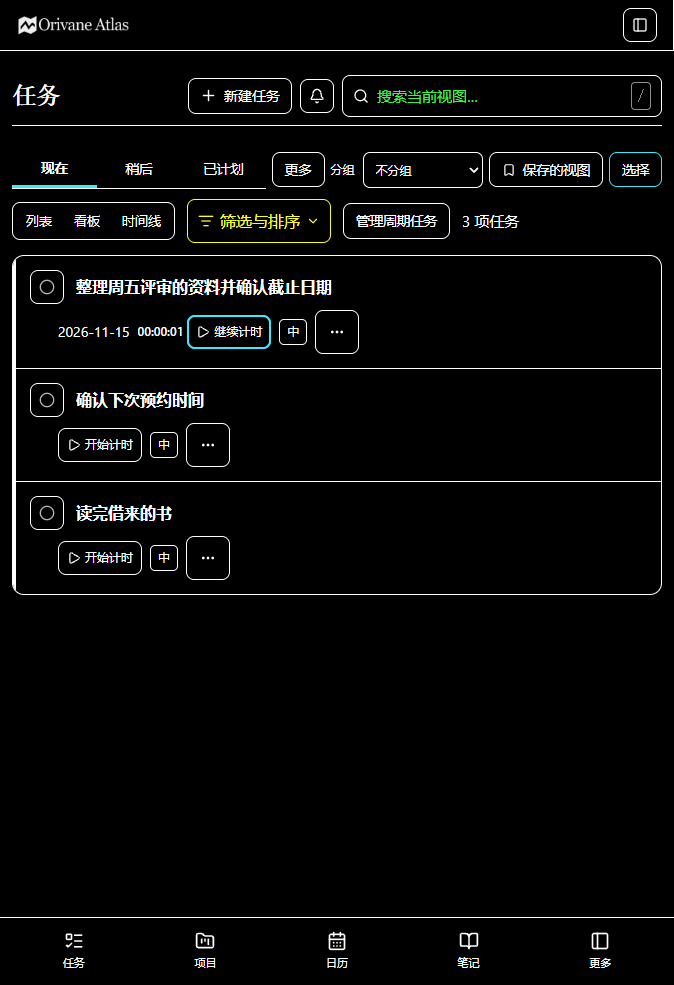 Orivane Atlas
任务
新建任务
搜索当前视图...
/
现在 稍后 已计划 更多 分组 不分组 保存的视图 选择
列表 看板 时间线 筛选与排序 管理周期任务 3 项任务
整理周五评审的资料并确认截止日期
2026-11-15 00:00:01 继续计时 中 ...
确认下次预约时间
开始计时 中 ...
读完借来的书
开始计时 中 ...
任务 项目 日历 笔记 更多